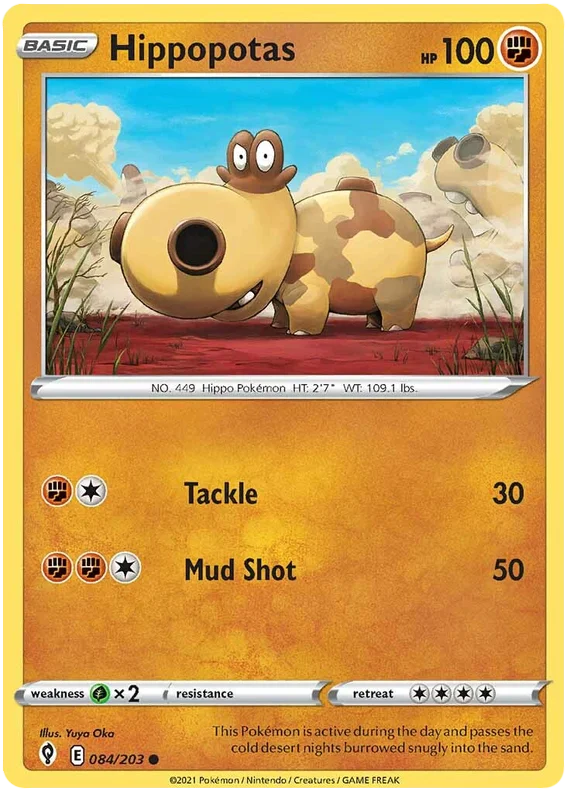 BASIC Hippopotas HP 100
NO. 449 Hippo Pokémon HT: 2'7" WT: 109.1 lbs.
Tackle 30
Mud Shot 50
weakness ×2 resistance retreat
Illus. Yuya Oka
This Pokémon is active during the day and passes the
cold desert nights burrowed snugly into the sand.
E 084/203 ●
©2021 Pokémon / Nintendo / Creatures / GAME FREAK